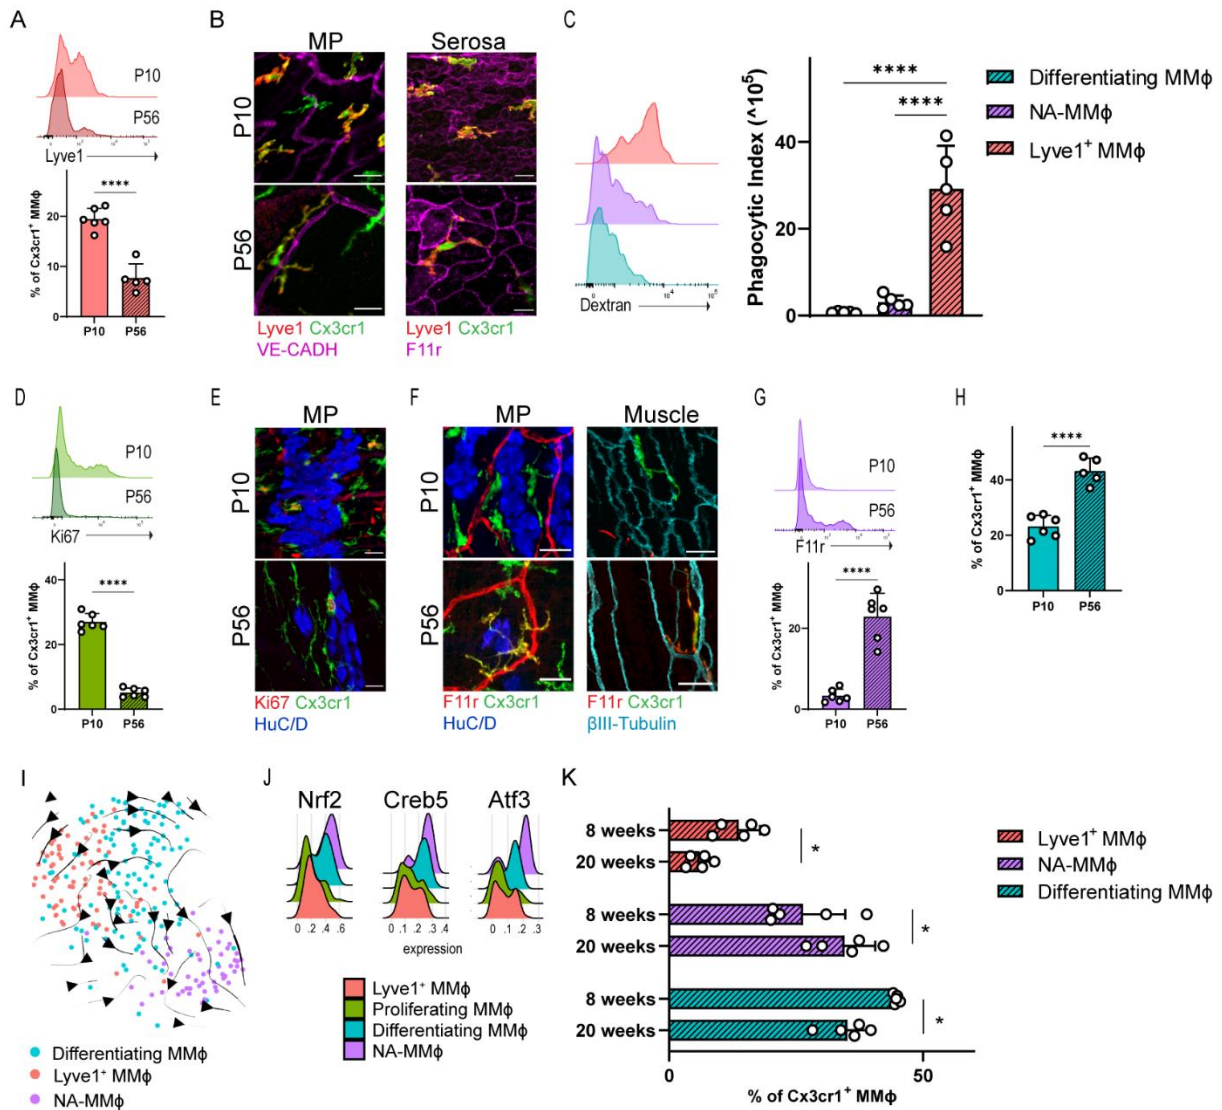 A
P10
P56
Lyve1
% of Cx3cr1⁺ MMϕ
****
20
10
0
P10
P56
B
MP
Serosa
P10
P56
Lyve1 Cx3cr1
VE-CADH
Lyve1 Cx3cr1
F11r
C
0
10⁴
10⁵
Dextran
Phagocytic Index (^10⁵)
****
****
40
20
0
Differentiating MMϕ
NA-MMϕ
Lyve1⁺ MMϕ
D
P10
P56
Ki67
% of Cx3cr1⁺ MMϕ
****
40
20
0
P10
P56
E
MP
P10
P56
Ki67 Cx3cr1
HuC/D
F
MP
Muscle
P10
P56
F11r Cx3cr1
HuC/D
F11r Cx3cr1
βIII-Tubulin
G
P10
P56
F11r
% of Cx3cr1⁺ MMϕ
****
20
0
P10
P56
H
% of Cx3cr1⁺ MMϕ
****
40
20
0
P10
P56
I
Differentiating MMϕ
Lyve1⁺ MMϕ
NA-MMϕ
J
Nrf2
Creb5
Atf3
0 .2 .4 .6
0 .1 .2 .3 .4
0 .1 .2 .3
expression
Lyve1⁺ MMϕ
Proliferating MMϕ
Differentiating MMϕ
NA-MMϕ
K
8 weeks
20 weeks
*
8 weeks
20 weeks
*
8 weeks
20 weeks
*
0
50
% of Cx3cr1⁺ MMϕ
Lyve1⁺ MMϕ
NA-MMϕ
Differentiating MMϕ